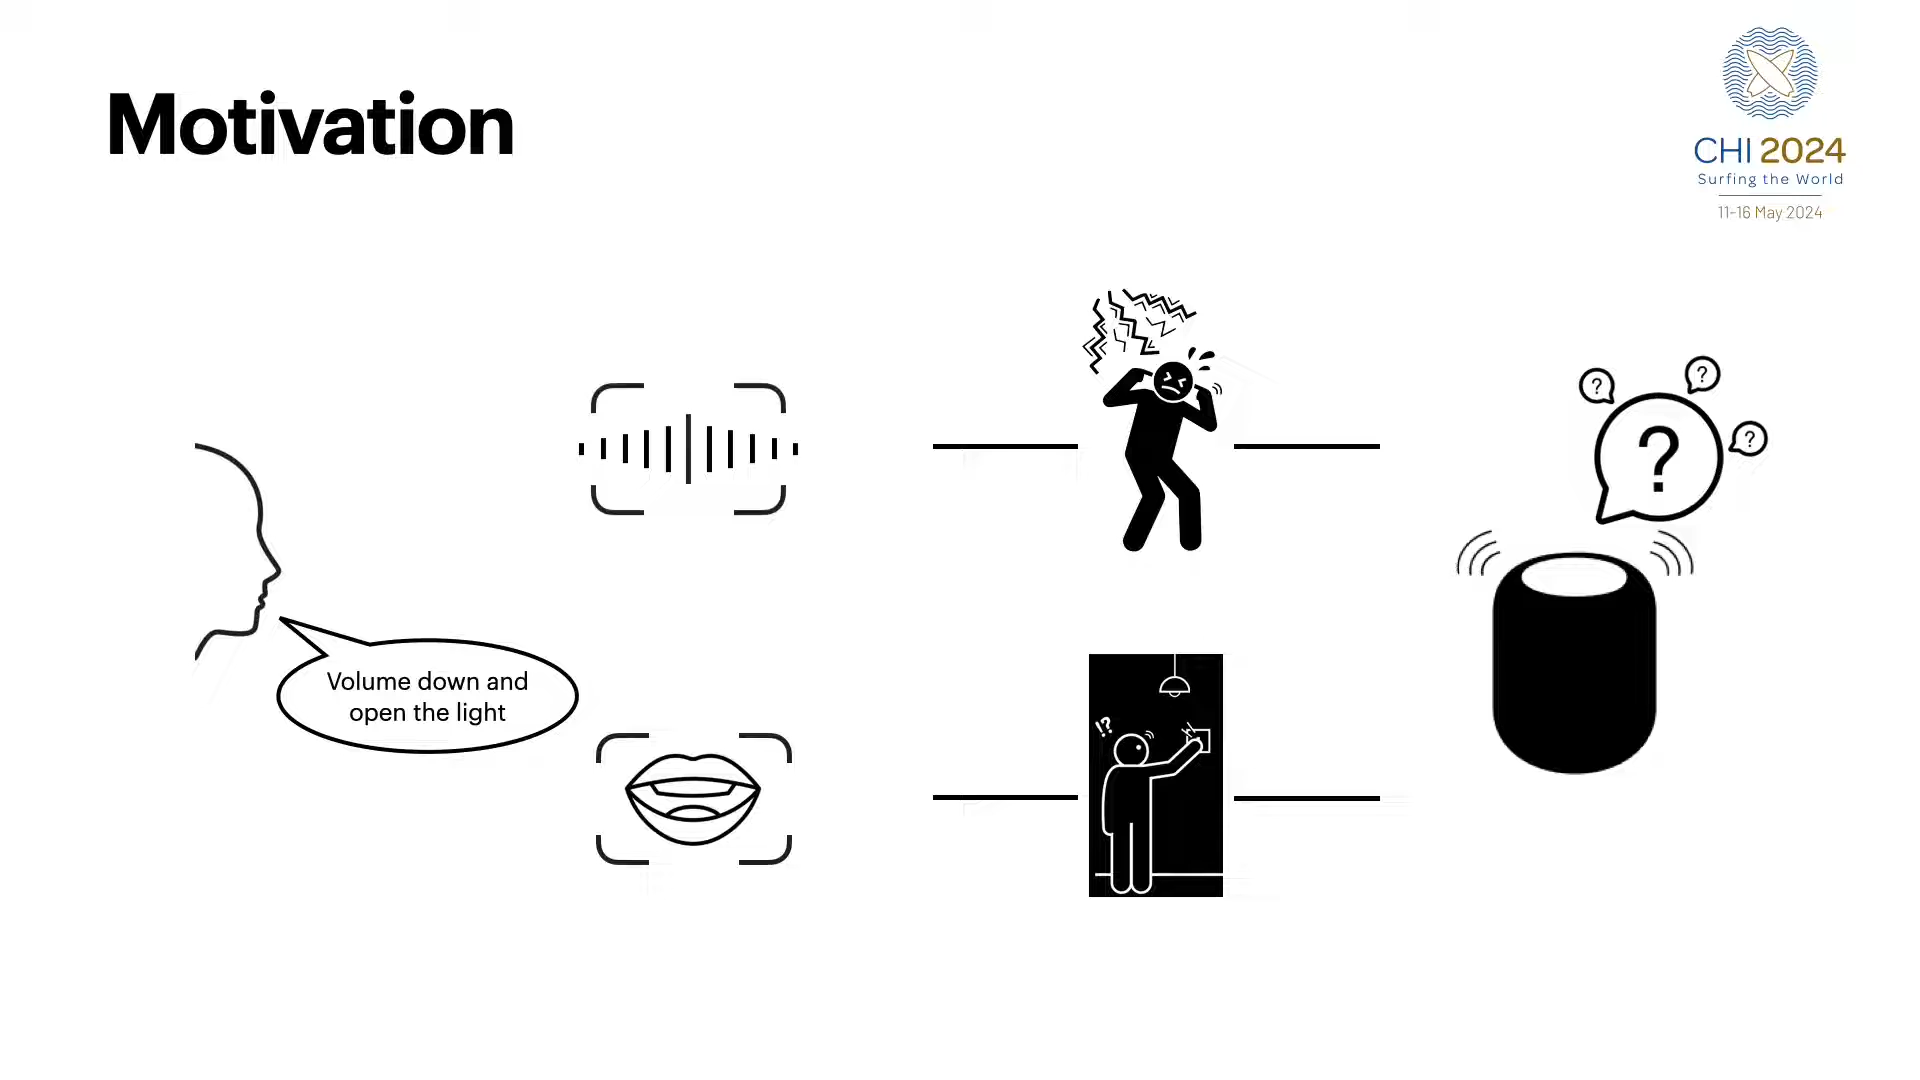 Motivation
CHI 2024
Surfing the World
11-16 May 2024
Volume down and
open the light
?
?
?
?
!?